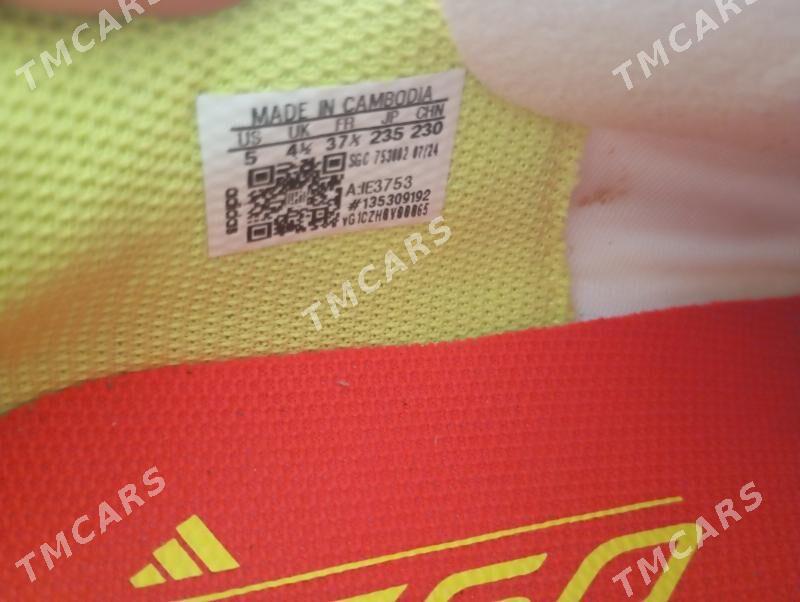 TMCARS
TMCARS
MADE IN CAMBODIA
US UK FR JP CHN
5 4½ 37⅓ 235 230
SGC 753002 07/24
A:IE3753
#135309192
adidas
TMCARS
TMCARS
TMCARS